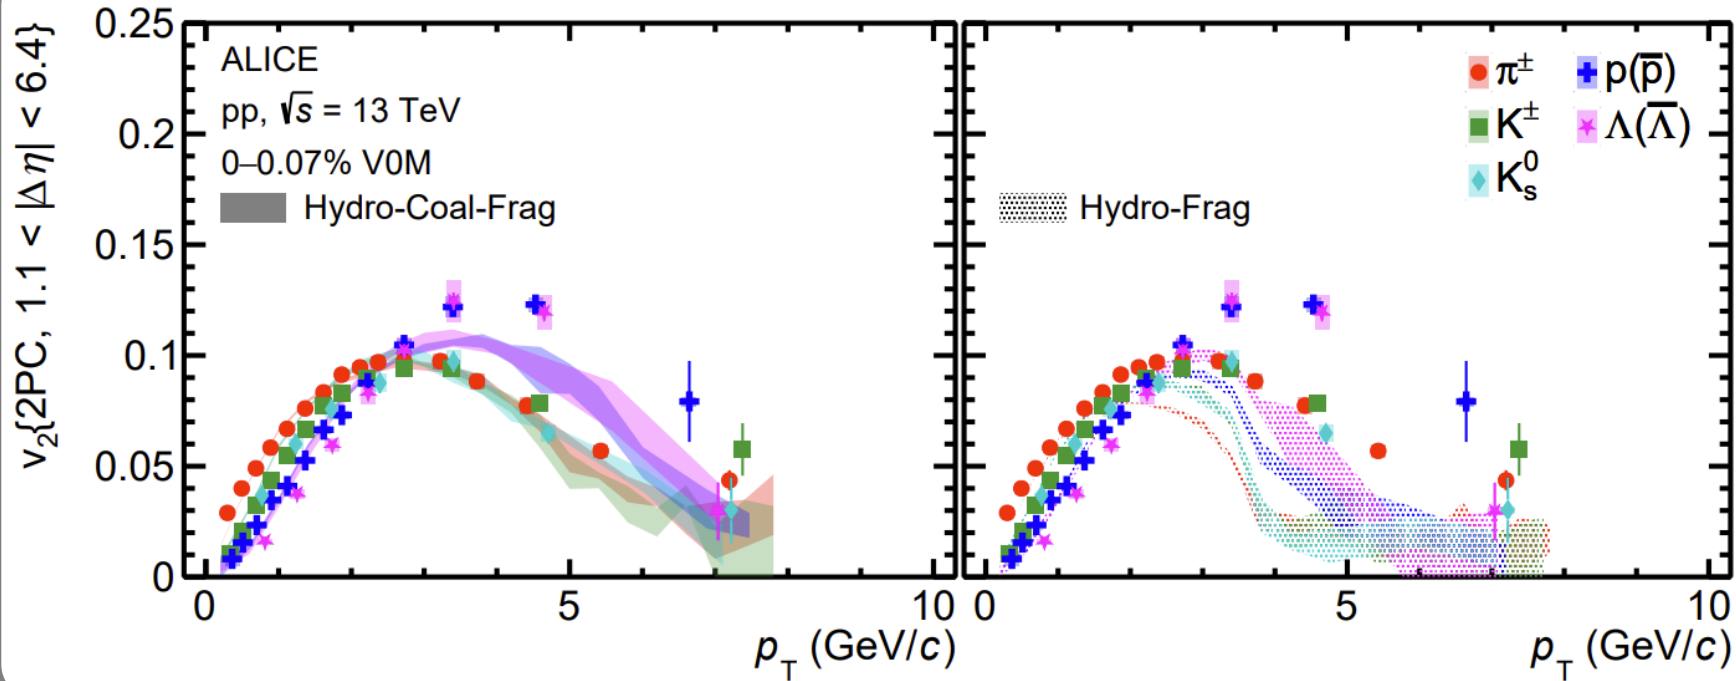 v₂{2PC, 1.1 < |Δη| < 6.4}
0.25
0.2
0.15
0.1
0.05
0
ALICE
pp, √s = 13 TeV
0–0.07% V0M
Hydro-Coal-Frag
0 5 10
p_T (GeV/c)
π± p(p̅)
K± Λ(Λ̅)
K⁰ₛ
Hydro-Frag
0 5 10
p_T (GeV/c)